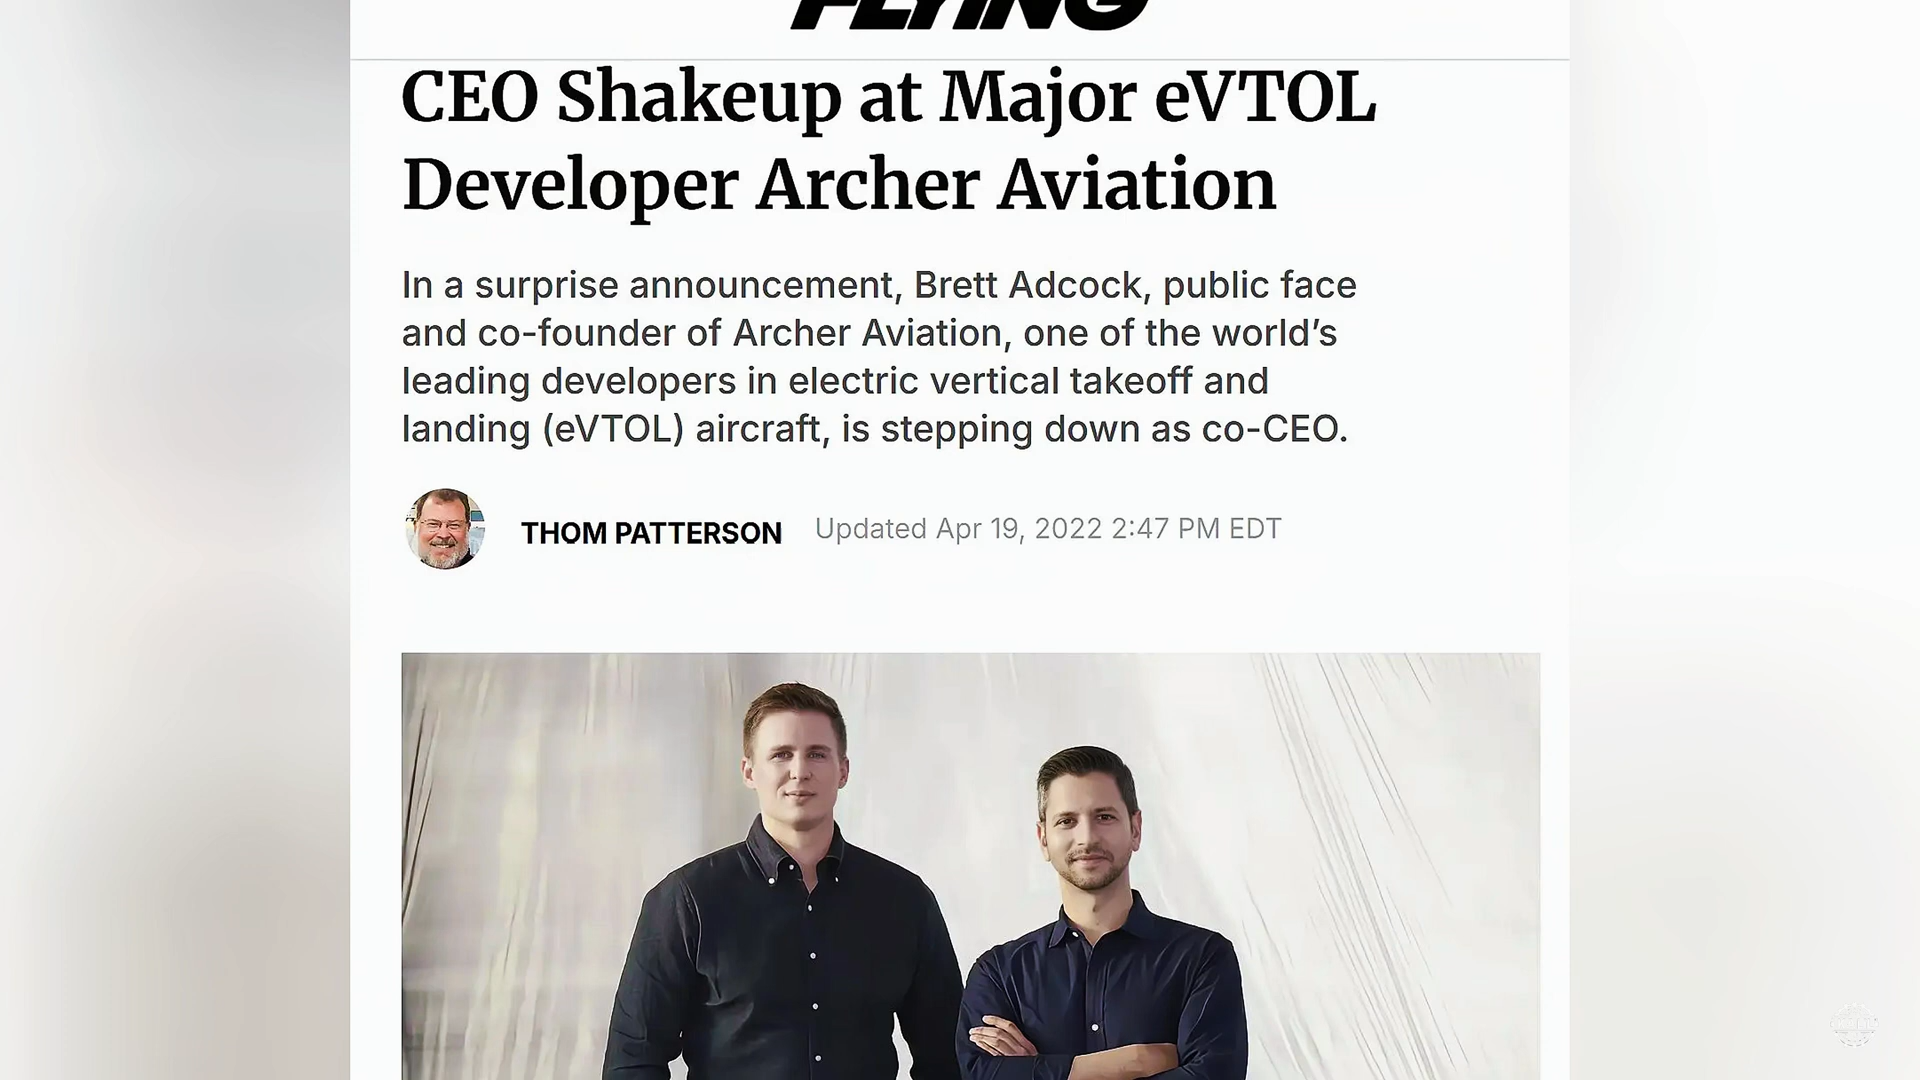 FLYING
CEO Shakeup at Major eVTOL
Developer Archer Aviation
In a surprise announcement, Brett Adcock, public face
and co-founder of Archer Aviation, one of the world’s
leading developers in electric vertical takeoff and
landing (eVTOL) aircraft, is stepping down as co-CEO.
THOM PATTERSON Updated Apr 19, 2022 2:47 PM EDT